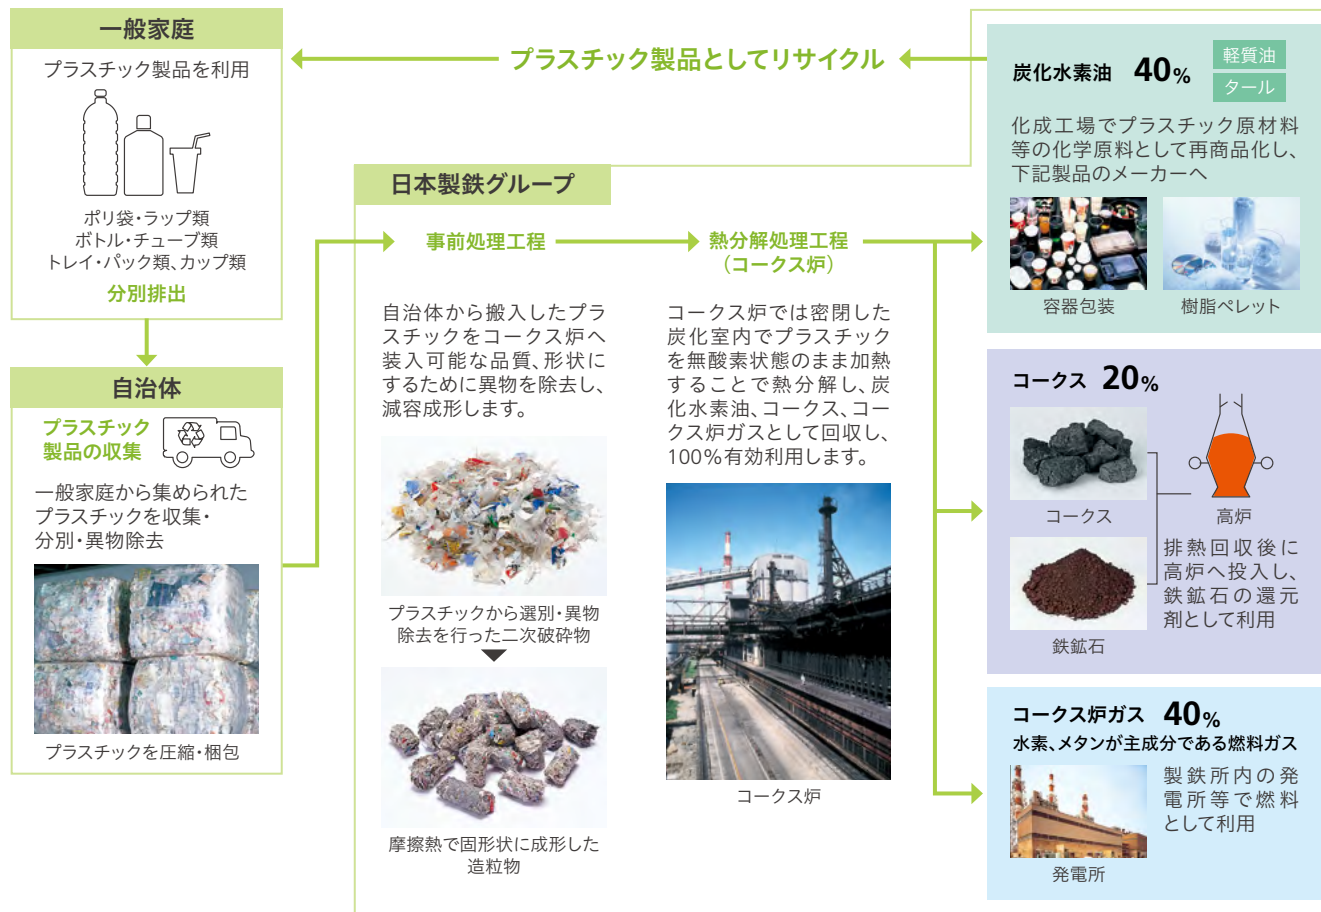 一般家庭
プラスチック製品を利用
ポリ袋・ラップ類
ボトル・チューブ類
トレイ・パック類、カップ類
分別排出
自治体
プラスチック
製品の収集
一般家庭から集められた
プラスチックを収集・
分別・異物除去
プラスチックを圧縮・梱包
プラスチック製品としてリサイクル
日本製鉄グループ
事前処理工程
自治体から搬入したプラ
スチックをコークス炉へ
装入可能な品質、形状に
するために異物を除去し、
減容成形します。
プラスチックから選別・異物
除去を行った二次破砕物
摩擦熱で固形状に成形した
造粒物
熱分解処理工程
（コークス炉）
コークス炉では密閉した
炭化室内でプラスチック
を無酸素状態のまま加熱
することで熱分解し、炭
化水素油、コークス、コー
クス炉ガスとして回収し、
100％有効利用します。
コークス炉
炭化水素油 40%
軽質油
タール
化成工場でプラスチック原材料
等の化学原料として再商品化し、
下記製品のメーカーへ
容器包装
樹脂ペレット
コークス 20%
コークス
高炉
鉄鉱石
排熱回収後に
高炉へ投入し、
鉄鉱石の還元
剤として利用
コークス炉ガス 40%
水素、メタンが主成分である燃料ガス
発電所
製鉄所内の発
電所等で燃料
として利用